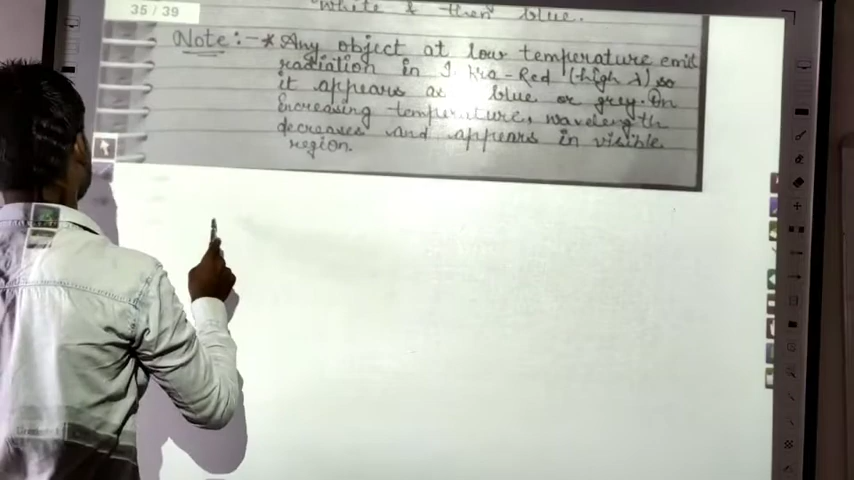 35 / 39
white & then blue.
Note:- * Any object at low temperature emit
radiation in Infra-Red (high λ) so
it appears as blue or grey. On
increasing temperature, wavelength
decreases and appears in visible
region.